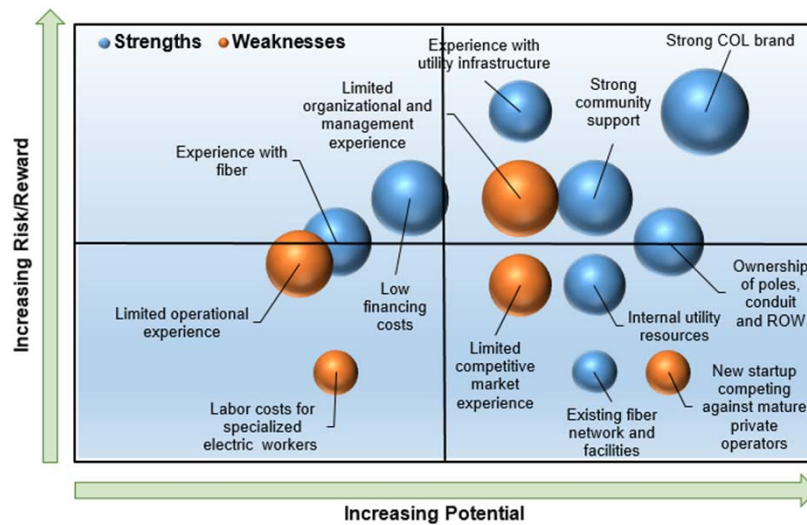 Strengths
Weaknesses
Experience with
utility infrastructure
Strong COL brand
Limited
organizational and
management
experience
Strong
community
support
Experience with
fiber
Increasing Risk/Reward
Limited operational
experience
Low
financing
costs
Ownership
of poles,
conduit
and ROW
Internal utility
resources
Limited
competitive
market
experience
Labor costs for
specialized
electric workers
Existing fiber
network and
facilities
New startup
competing
against mature
private
operators
Increasing Potential